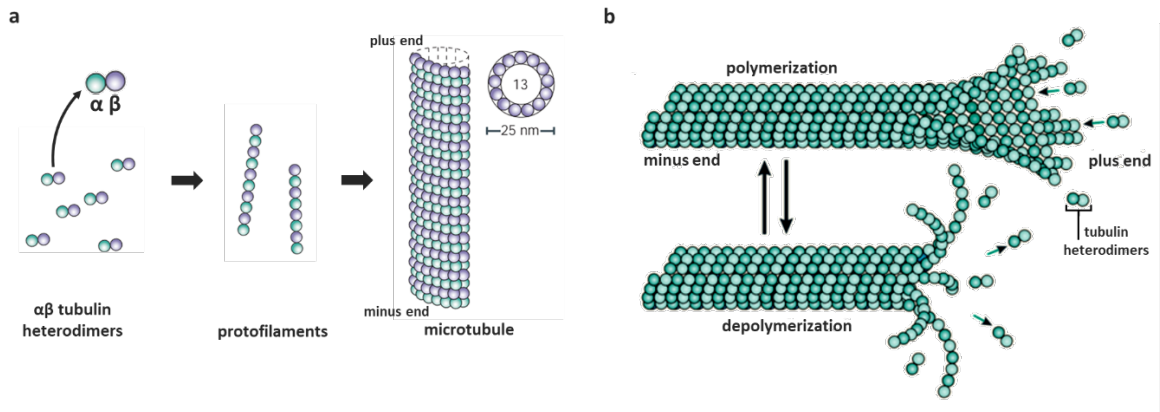 a
α β
αβ tubulin
heterodimers
protofilaments
plus end
13
25 nm
minus end
microtubule
b
polymerization
minus end
plus end
tubulin
heterodimers
depolymerization